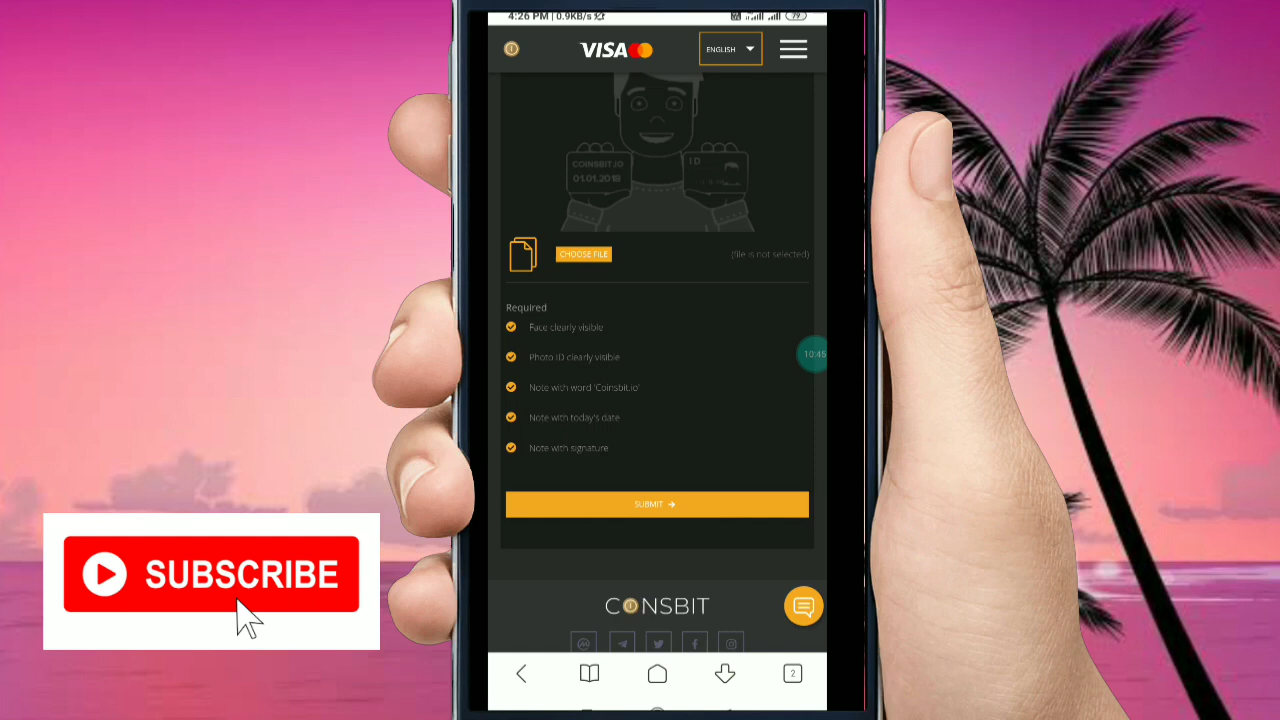 4:26 PM | 0.9KB/s
79
VISA
ENGLISH
COINSBIT.IO
01.01.2018
ID
CHOOSE FILE
(file is not selected)
Required
Face clearly visible
Photo ID clearly visible
10:45
Note with word 'Coinsbit.io'
Note with today's date
Note with signature
SUBMIT →
SUBSCRIBE
COINSBIT
2